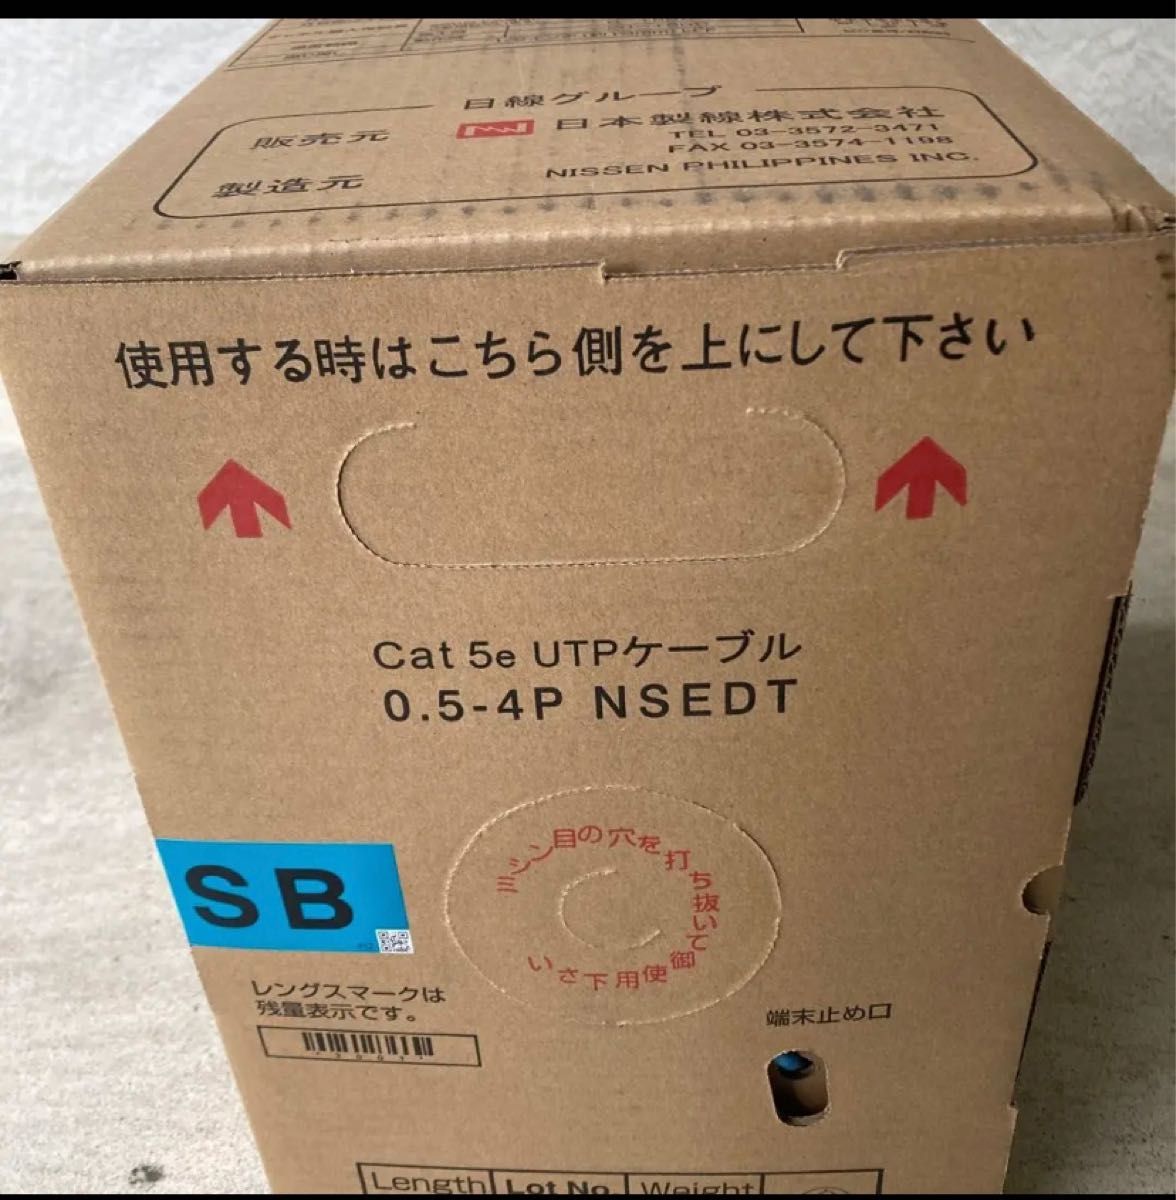 日線グループ
販売元 日本製線株式会社
TEL 03-3572-3471
FAX 03-3574-1198
製造元 NISSEN PHILIPPINES INC.
使用する時はこちら側を上にして下さい
Cat 5e UTPケーブル
0.5-4P NSEDT
ミシン目の穴を打ち抜いて御使用下さい
SB
レングスマークは
残量表示です。
端末止め口
Length Lot No. Weight